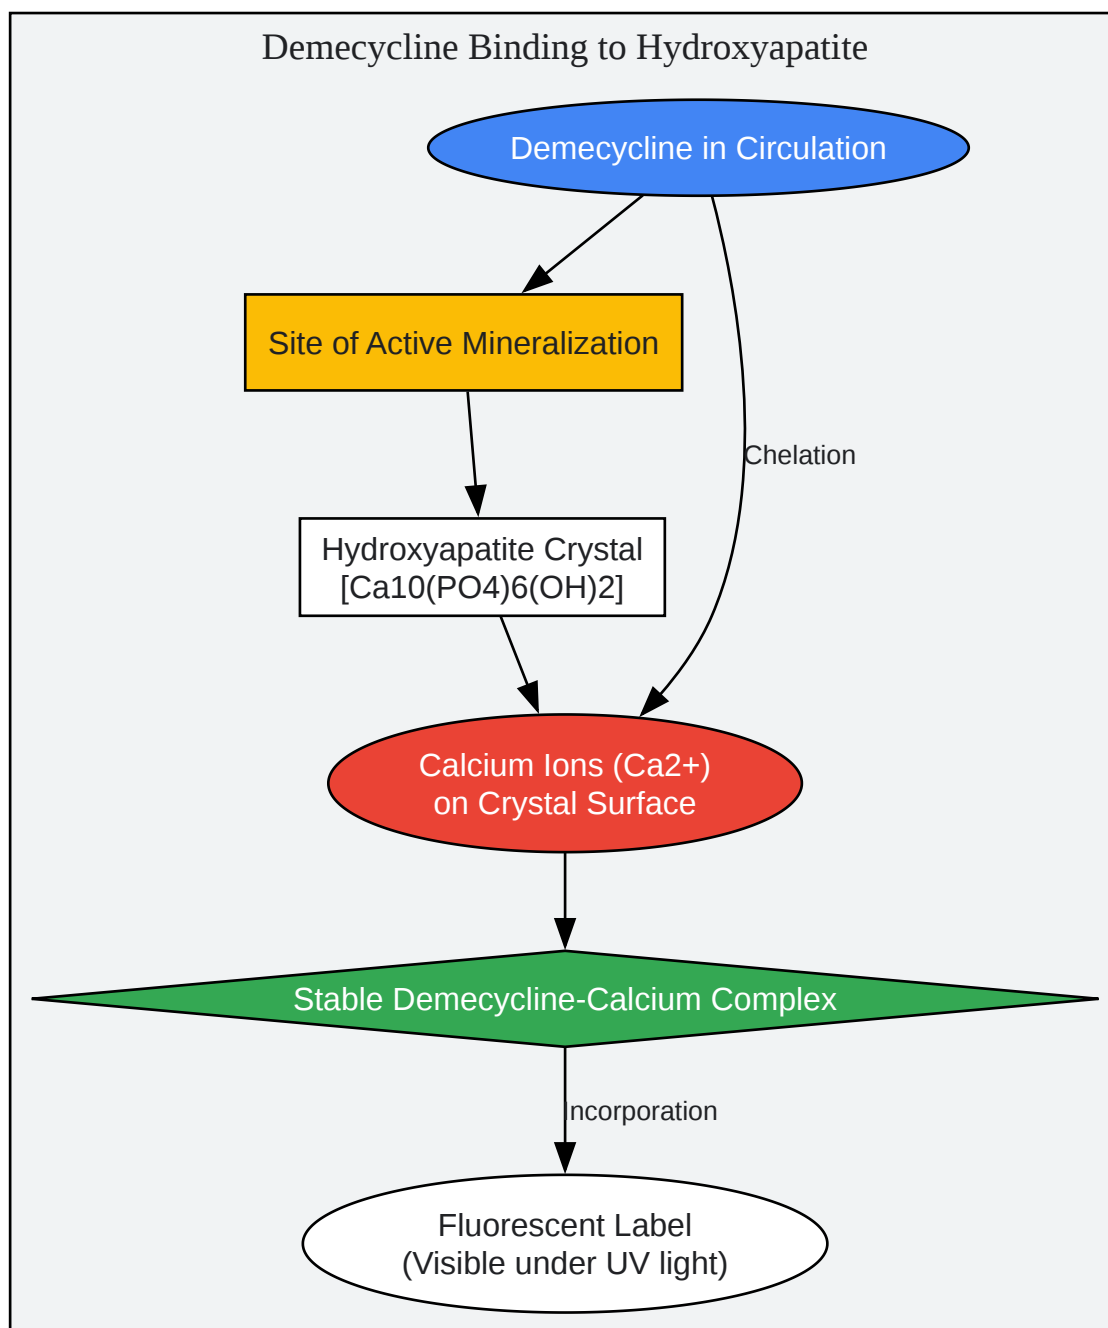 Demecycline Binding to Hydroxyapatite
Demecycline in Circulation
Site of Active Mineralization
Chelation
Hydroxyapatite Crystal
[Ca10(PO4)6(OH)2]
Calcium Ions (Ca2+)
on Crystal Surface
Stable Demecycline-Calcium Complex
Incorporation
Fluorescent Label
(Visible under UV light)